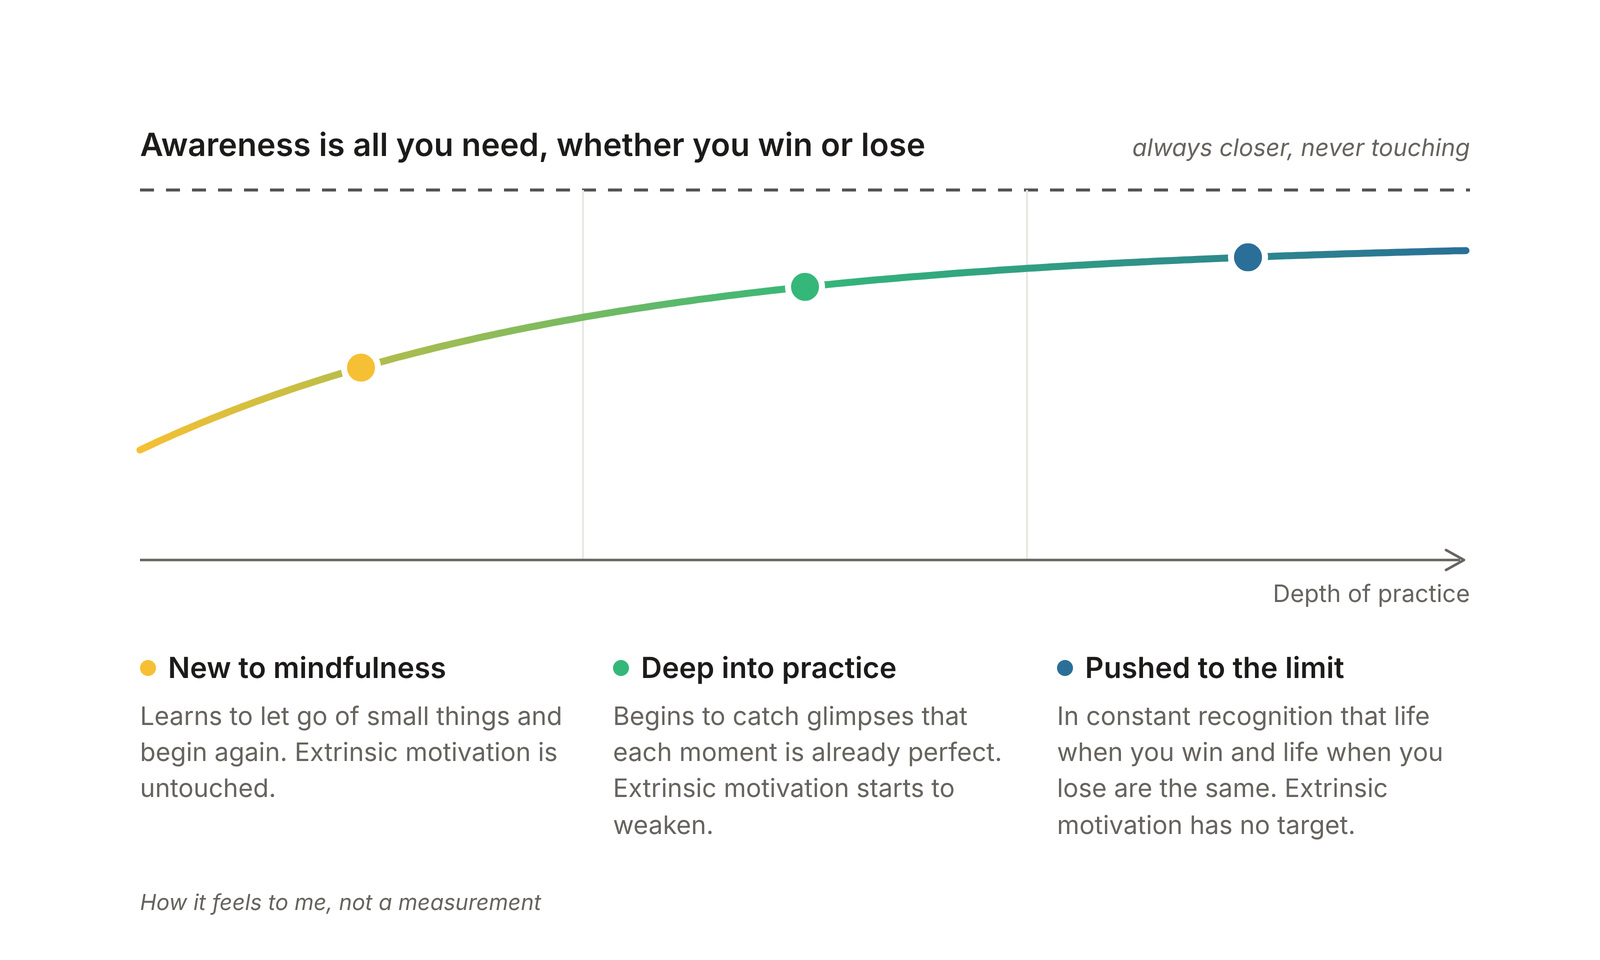 Awareness is all you need, whether you win or lose
always closer, never touching
Depth of practice
New to mindfulness
Learns to let go of small things and
begin again. Extrinsic motivation is
untouched.
Deep into practice
Begins to catch glimpses that
each moment is already perfect.
Extrinsic motivation starts to
weaken.
Pushed to the limit
In constant recognition that life
when you win and life when you
lose are the same. Extrinsic
motivation has no target.
How it feels to me, not a measurement